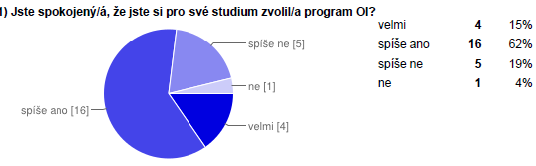 1) Jste spokojený/á, že jste si pro své studium zvolil/a program OI?
velmi 4 15%
spíše ano 16 62%
spíše ne 5 19%
ne 1 4%
spíše ne [5]
ne [1]
spíše ano [16]
velmi [4]